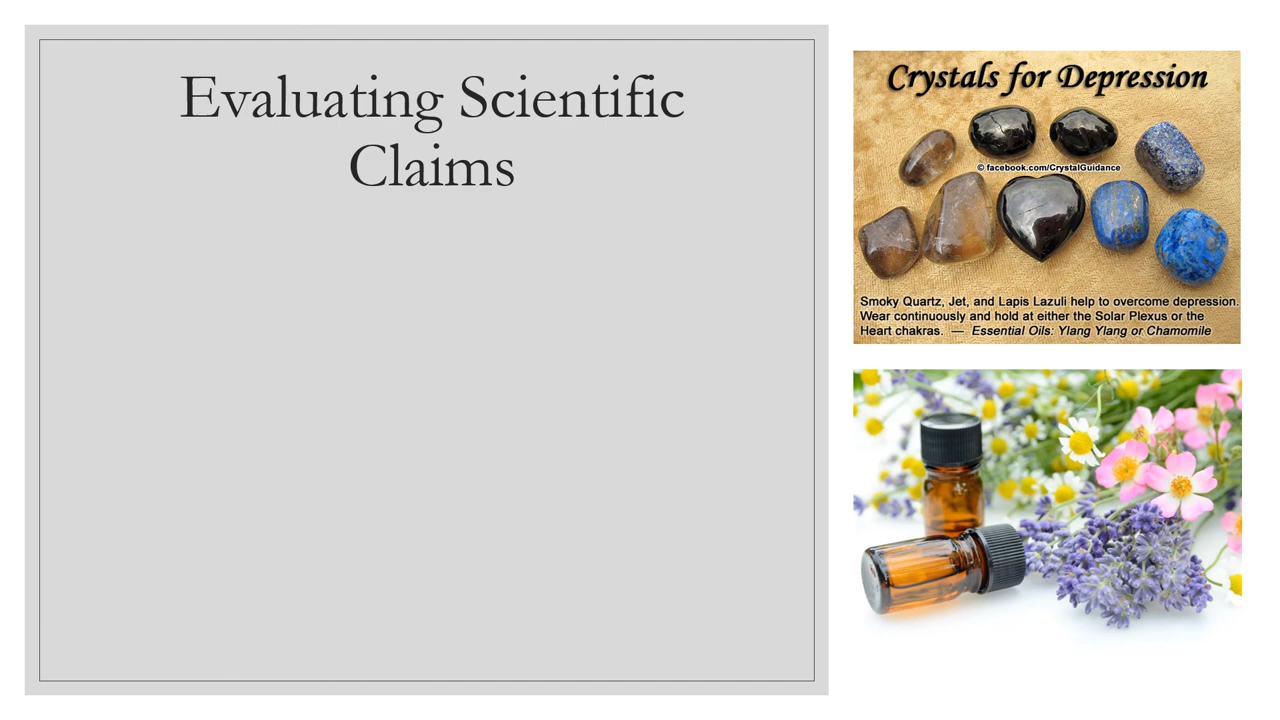 Evaluating Scientific
Claims
Crystals for Depression
© facebook.com/CrystalGuidance
Smoky Quartz, Jet, and Lapis Lazuli help to overcome depression.
Wear continuously and hold at either the Solar Plexus or the
Heart chakras. — Essential Oils: Ylang Ylang or Chamomile